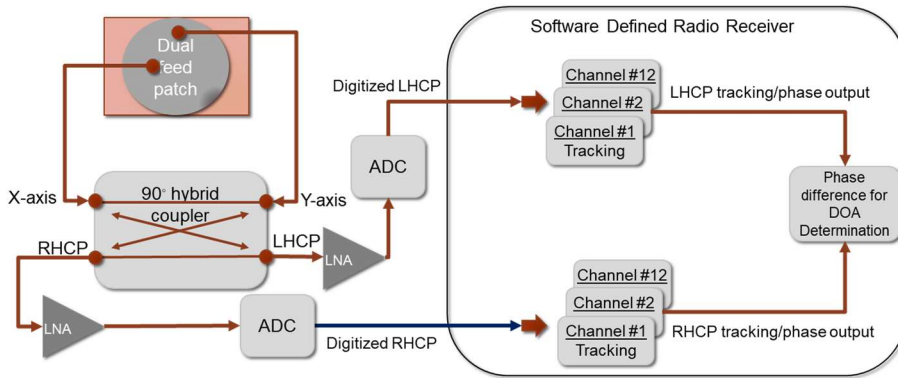 Software Defined Radio Receiver
Dual
feed
patch
Channel #12
Channel #2
Channel #1
Tracking
Digitized LHCP
LHCP tracking/phase output
ADC
X-axis
90° hybrid
coupler
Y-axis
Phase
difference for
DOA
Determination
RHCP
LHCP
LNA
Channel #12
Channel #2
Channel #1
Tracking
LNA
ADC
Digitized RHCP
RHCP tracking/phase output